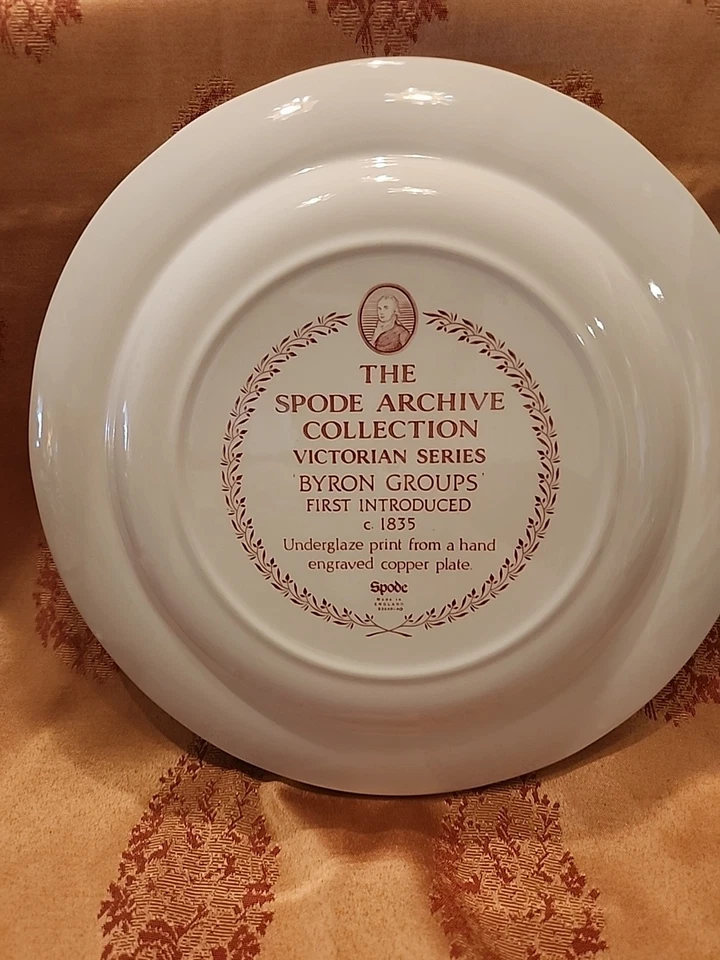 THE
SPODE ARCHIVE
COLLECTION
VICTORIAN SERIES
'BYRON GROUPS'
FIRST INTRODUCED
c. 1835
Underglaze print from a hand
engraved copper plate.
Spode
MADE IN
ENGLAND